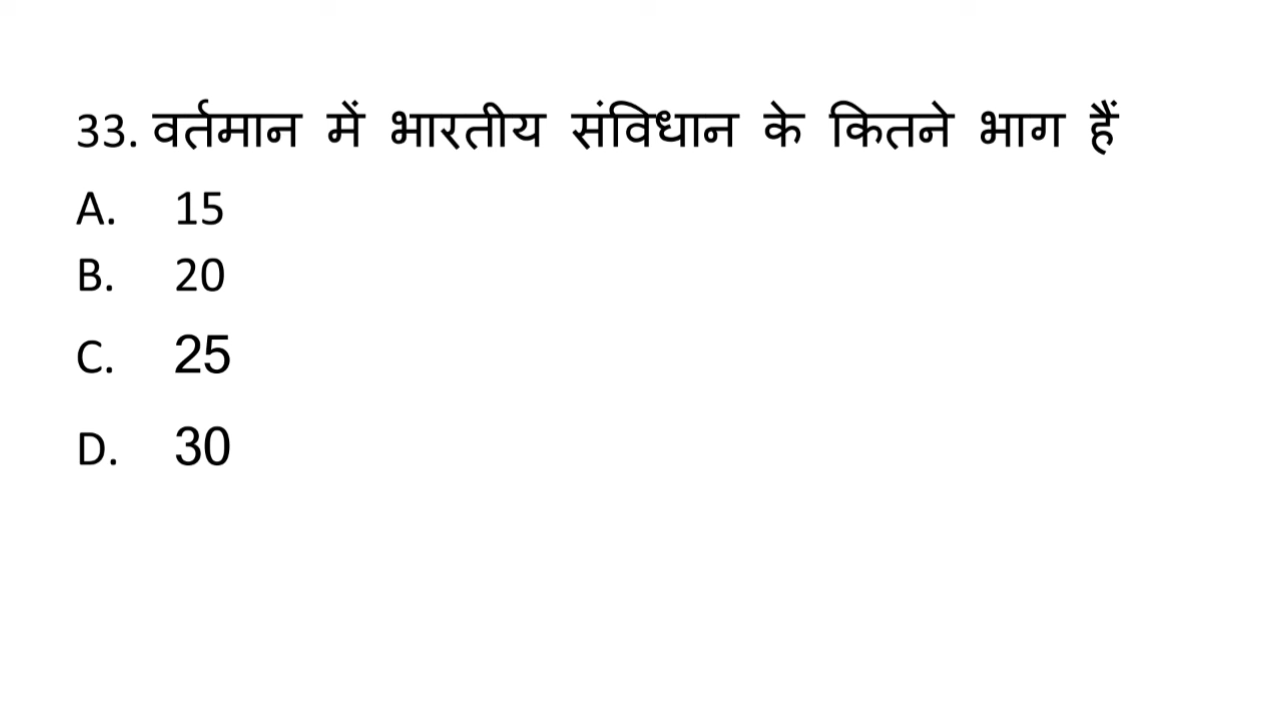 33. वर्तमान में भारतीय संविधान के कितने भाग हैं
A. 15
B. 20
C. 25
D. 30